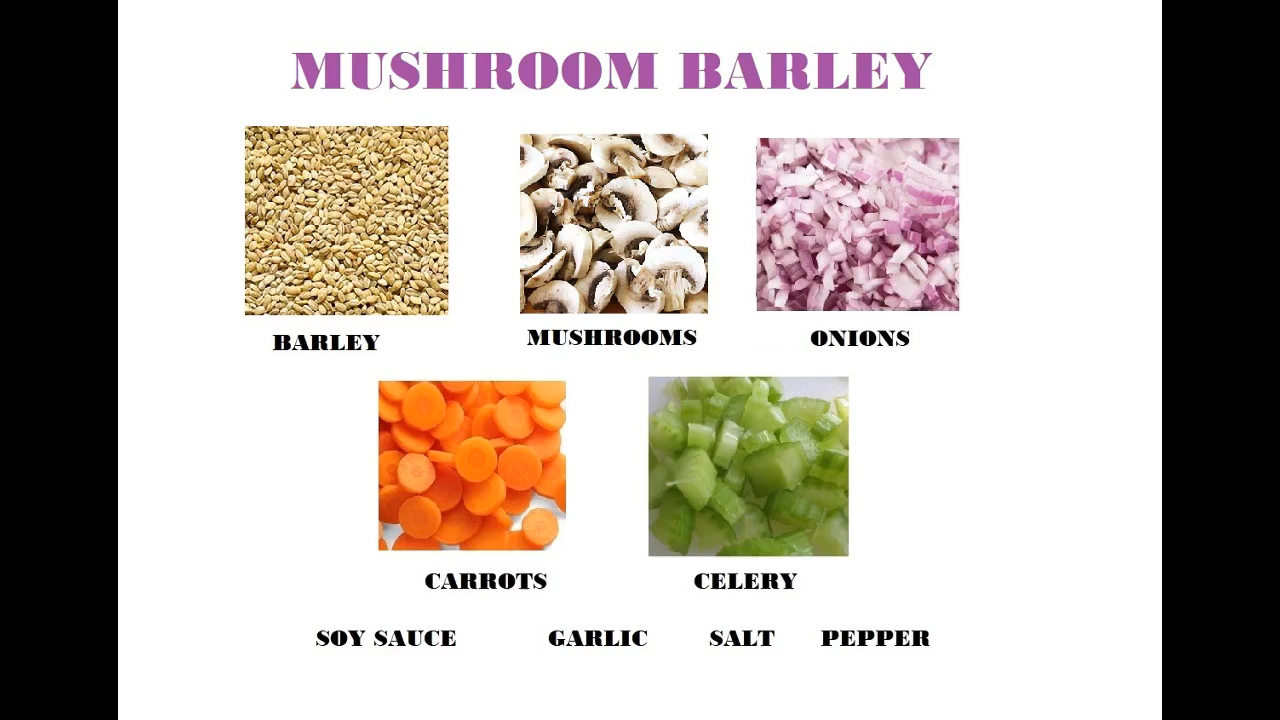 MUSHROOM BARLEY
BARLEY
MUSHROOMS
ONIONS
CARROTS
CELERY
SOY SAUCE GARLIC SALT PEPPER